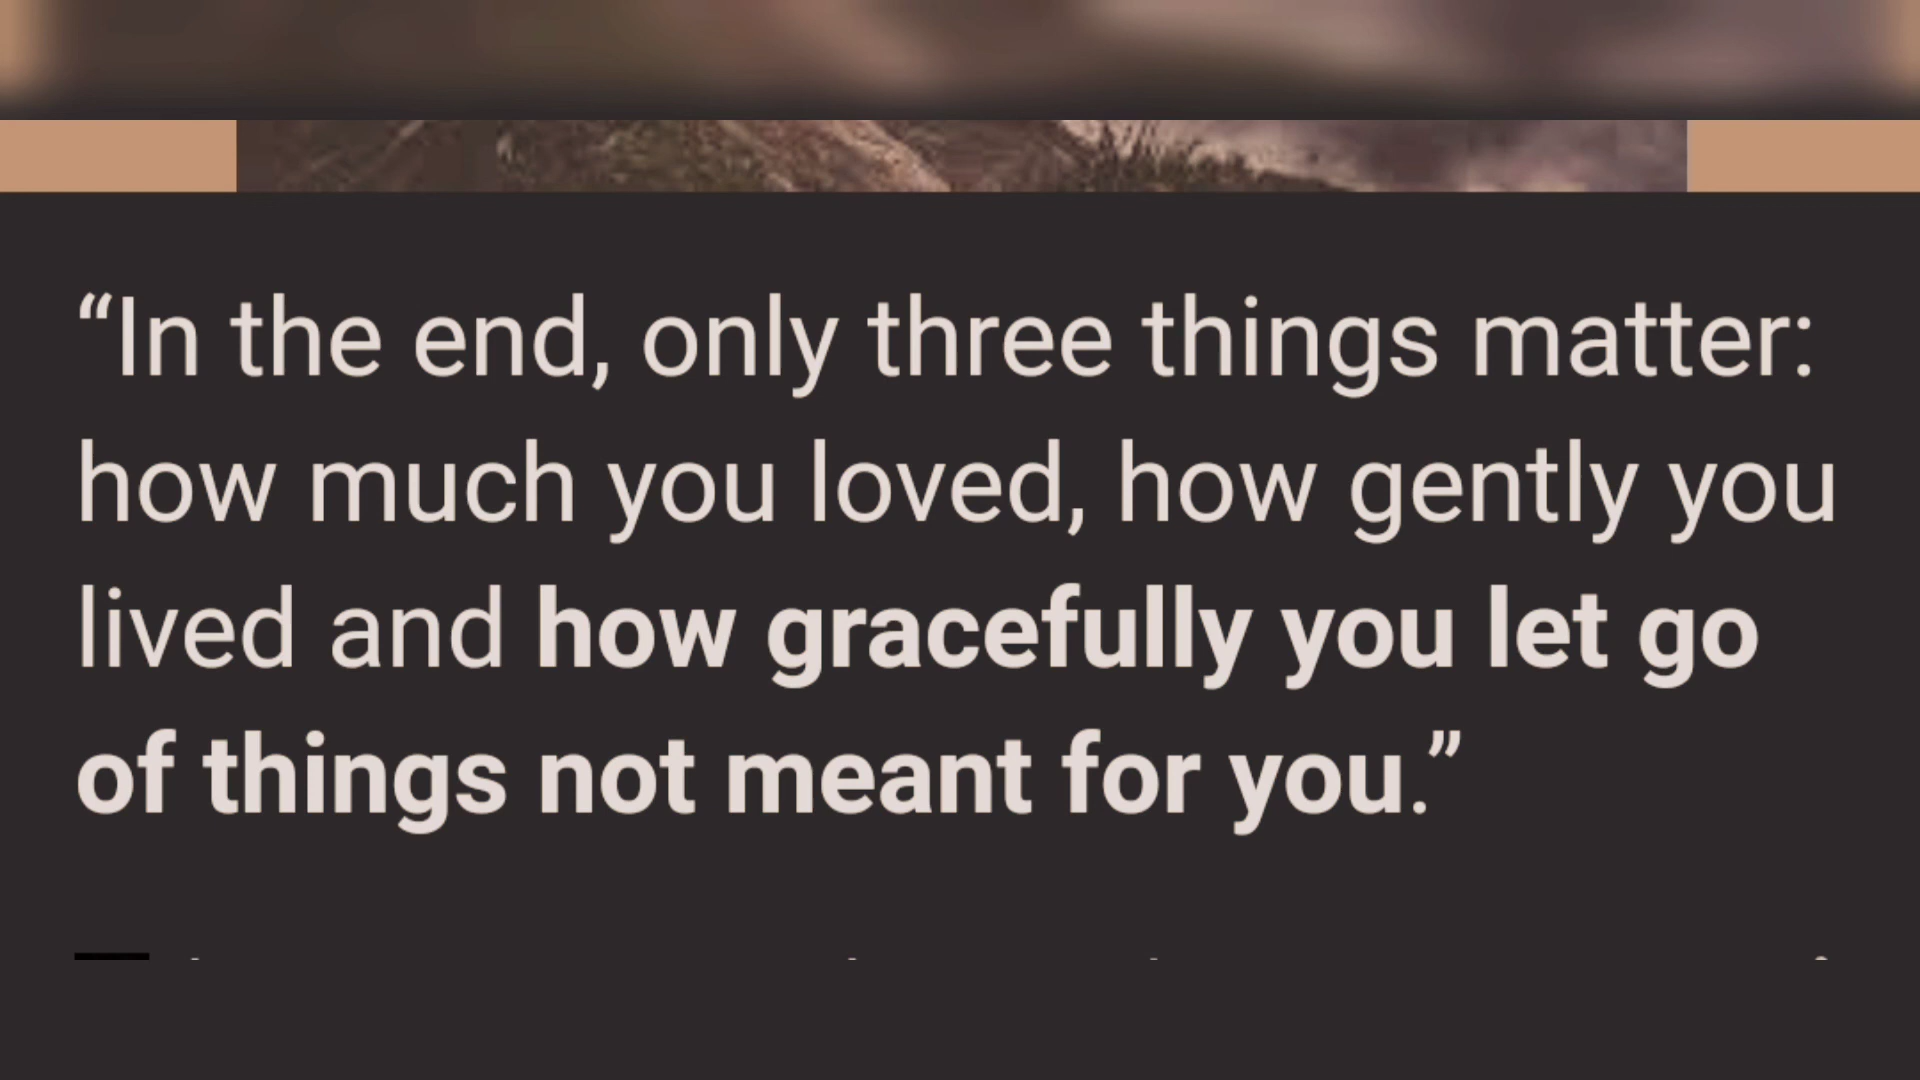 “In the end, only three things matter:
how much you loved, how gently you
lived and how gracefully you let go
of things not meant for you.”